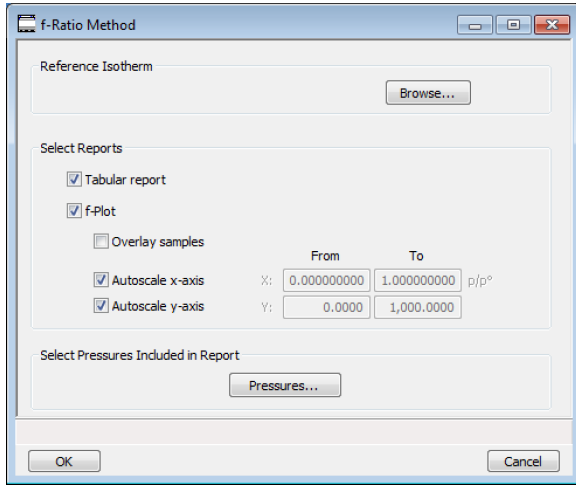 f-Ratio Method
Reference Isotherm
Browse...
Select Reports
Tabular report
f-Plot
Overlay samples
From To
Autoscale x-axis X: 0.000000000 1.000000000 p/p°
Autoscale y-axis Y: 0.0000 1,000.0000
Select Pressures Included in Report
Pressures...
OK Cancel